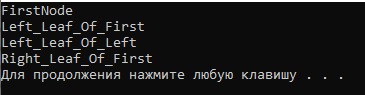 FirstNode
Left_Leaf_Of_First
Left_Leaf_Of_Left
Right_Leaf_Of_First
Для продолжения нажмите любую клавишу . . .